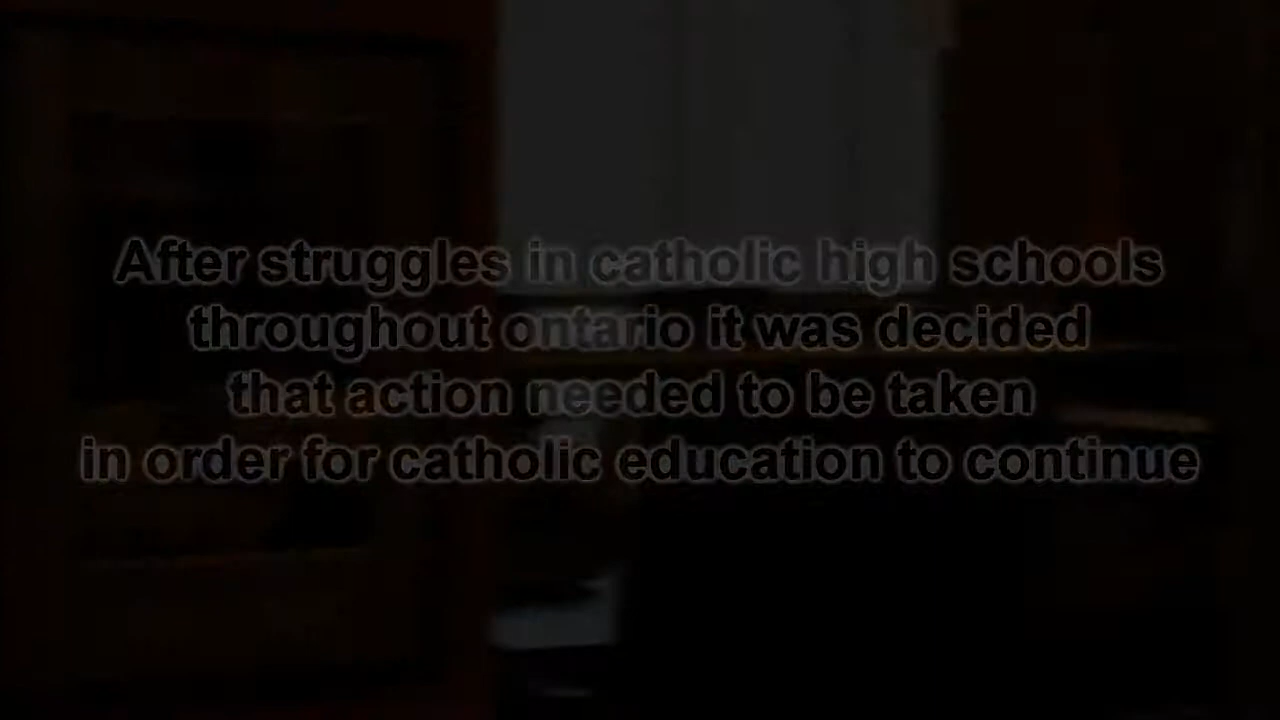 After struggles in catholic high schools
throughout ontario it was decided
that action needed to be taken
in order for catholic education to continue